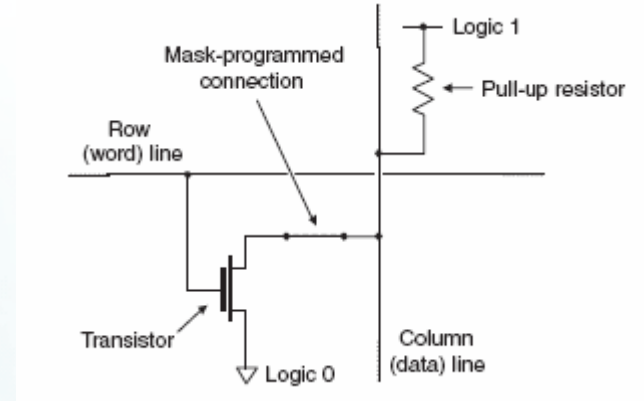 Logic 1
Mask-programmed
connection
Pull-up resistor
Row
(word) line
Transistor
Column
(data) line
Logic 0